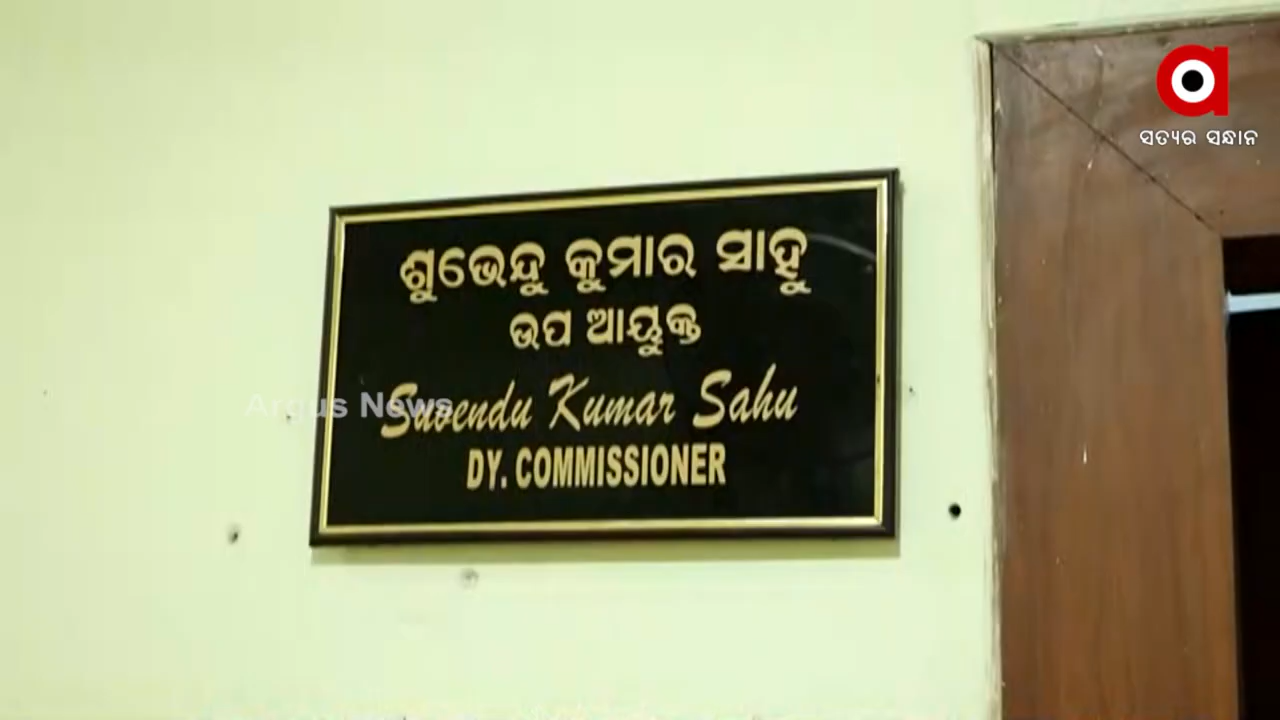 ସତ୍ୟର ସନ୍ଧାନ
ଶୁଭେନ୍ଦୁ କୁମାର ସାହୁ
ଉପ ଆୟୁକ୍ତ
Argus News
Suvendu Kumar Sahu
DY. COMMISSIONER